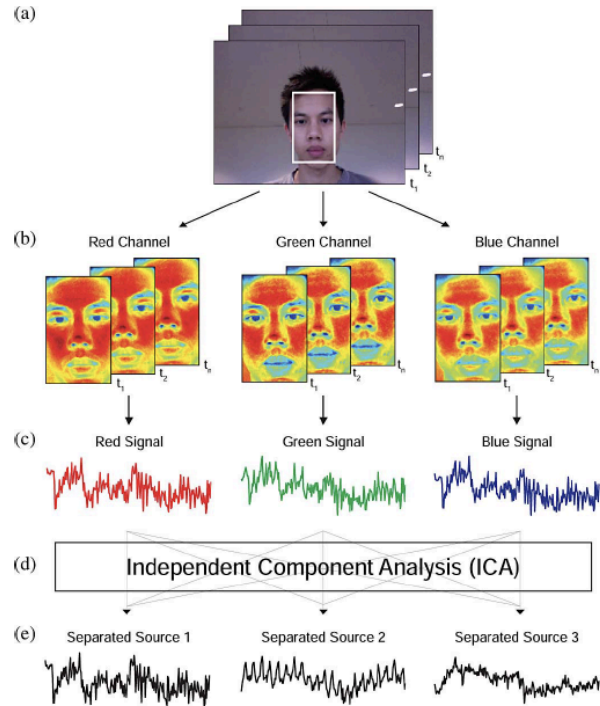 (a)
t1
t2
tn
(b)
Red Channel
Green Channel
Blue Channel
t1
t2
tn
t1
t2
tn
t1
t2
tn
(c)
Red Signal
Green Signal
Blue Signal
(d)
Independent Component Analysis (ICA)
(e)
Separated Source 1
Separated Source 2
Separated Source 3